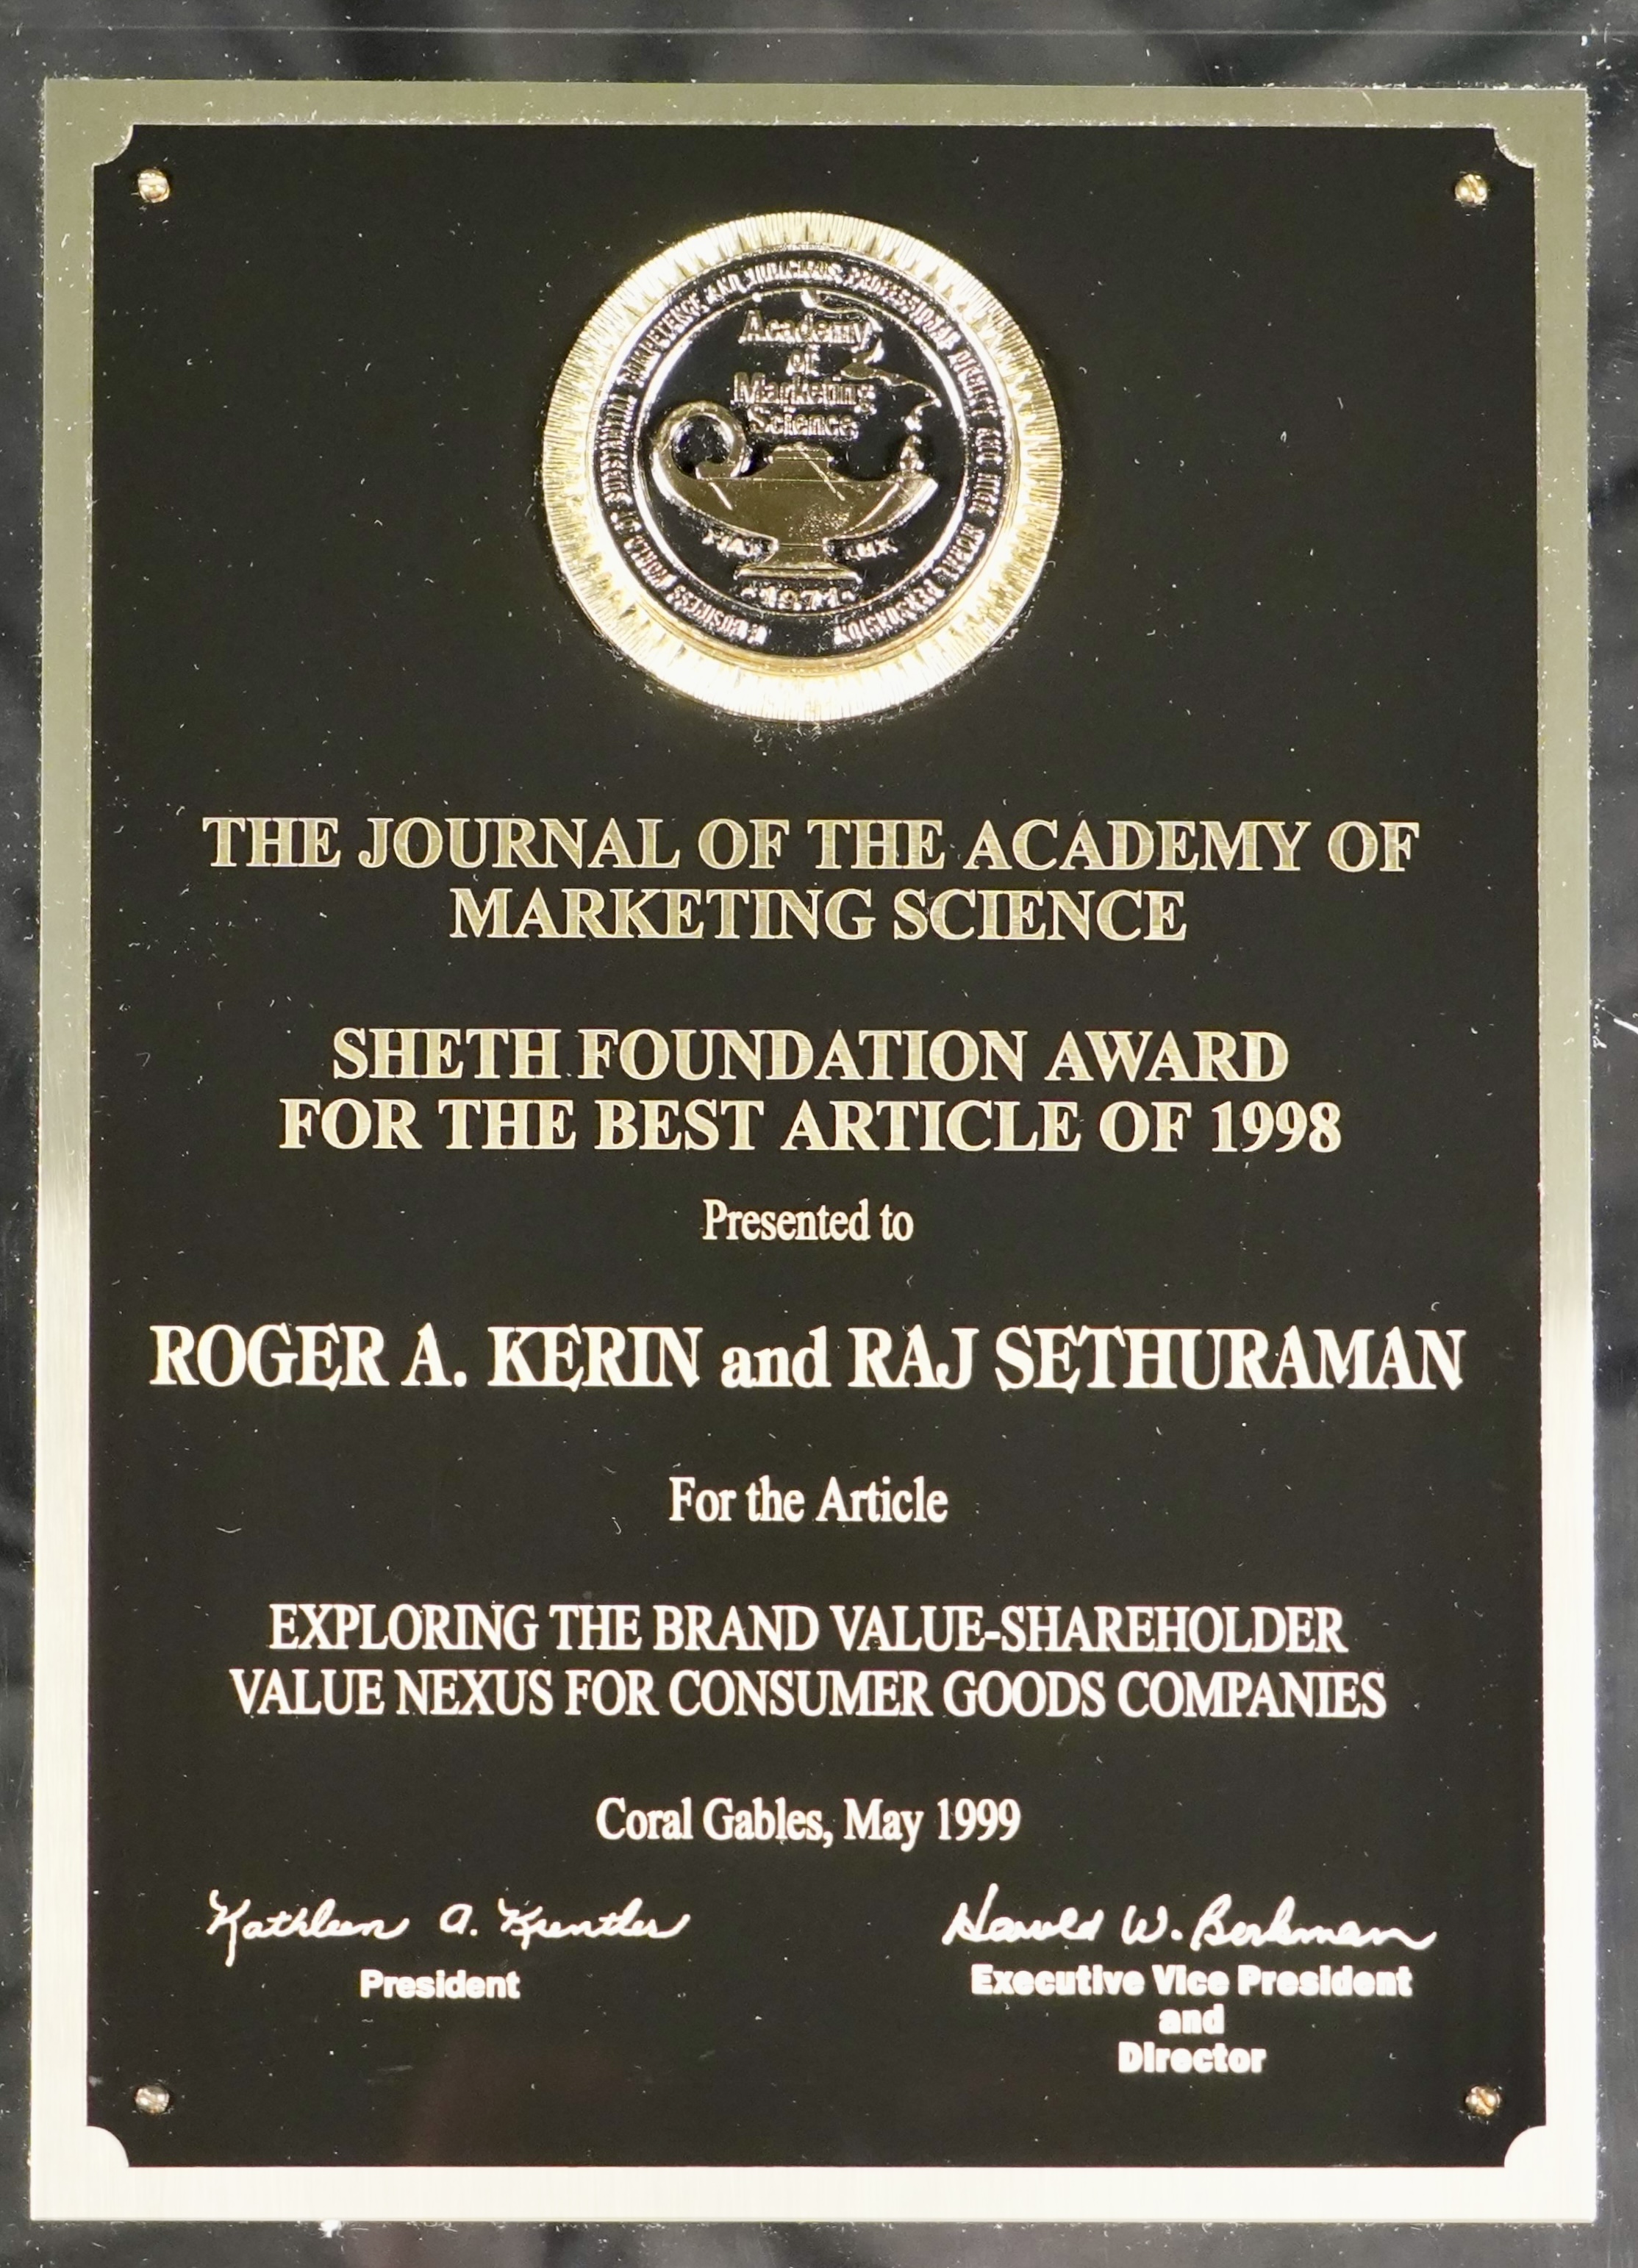 Academy
of
Marketing
Science
FIAT LUX
1971
THE JOURNAL OF THE ACADEMY OF
MARKETING SCIENCE
SHETH FOUNDATION AWARD
FOR THE BEST ARTICLE OF 1998
Presented to
ROGER A. KERIN and RAJ SETHURAMAN
For the Article
EXPLORING THE BRAND VALUE-SHAREHOLDER
VALUE NEXUS FOR CONSUMER GOODS COMPANIES
Coral Gables, May 1999
Kathleen A. Krentler
President
Harold W. Berkman
Executive Vice President
and
Director